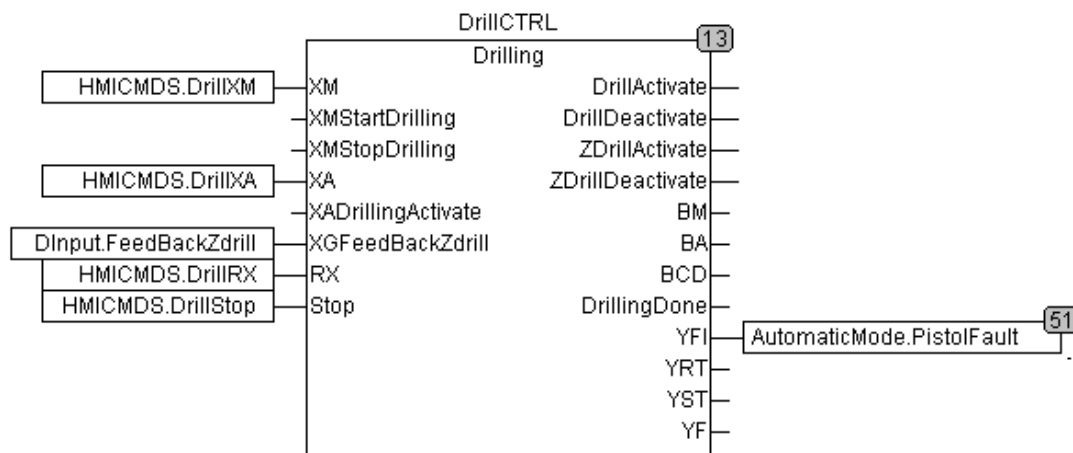 DrillCTRL
13
Drilling
HMICMDS.DrillXM XM DrillActivate
XMStartDrilling DrillDeactivate
XMStopDrilling ZDrillActivate
HMICMDS.DrillXA XA ZDrillDeactivate
XADrillingActivate BM
DInput.FeedBackZdrill XGFeedBackZdrill BA
HMICMDS.DrillRX RX BCD
HMICMDS.DrillStop Stop DrillingDone
51
YFI AutomaticMode.PistolFault
YRT
YST
YF